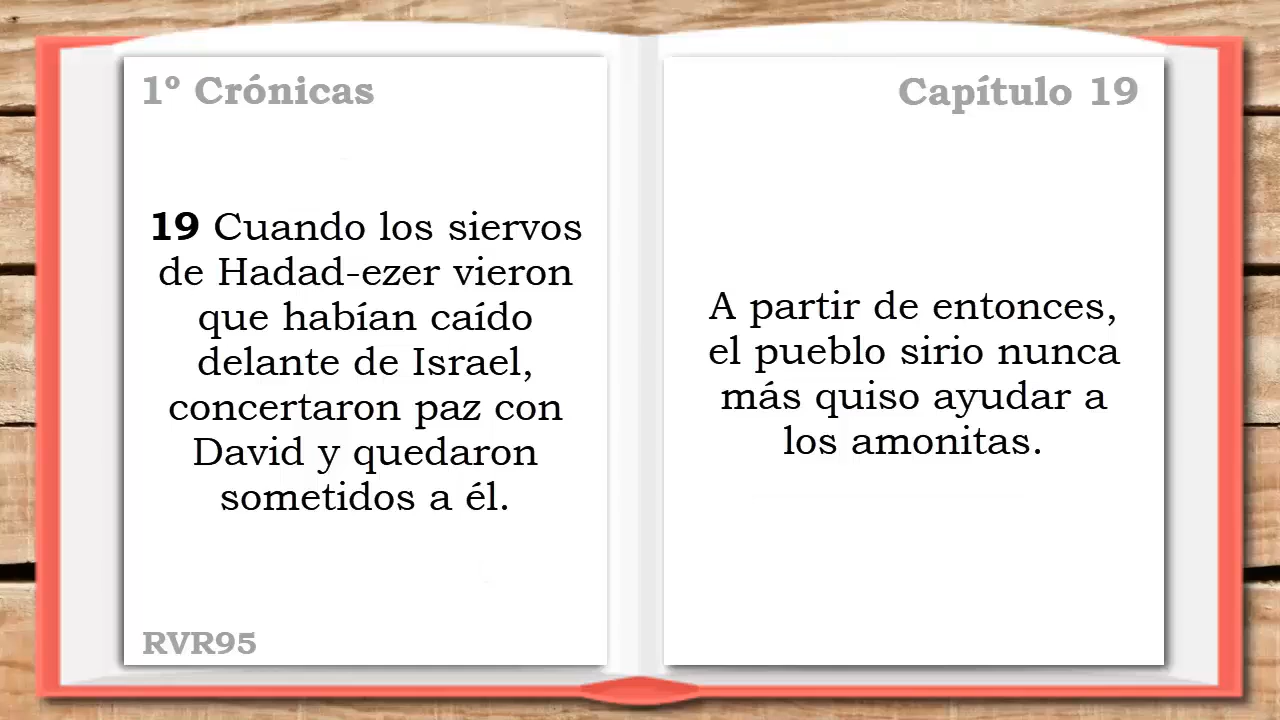 1º Crónicas
19 Cuando los siervos
de Hadad-ezer vieron
que habían caído
delante de Israel,
concertaron paz con
David y quedaron
sometidos a él.
RVR95
Capítulo 19
A partir de entonces,
el pueblo sirio nunca
más quiso ayudar a
los amonitas.